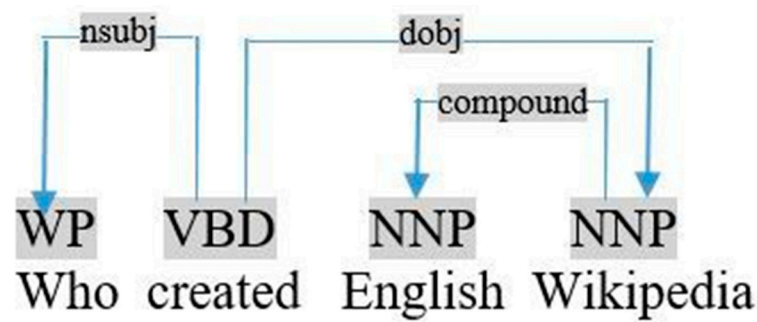 nsubj dobj
compound
WP VBD NNP NNP
Who created English Wikipedia